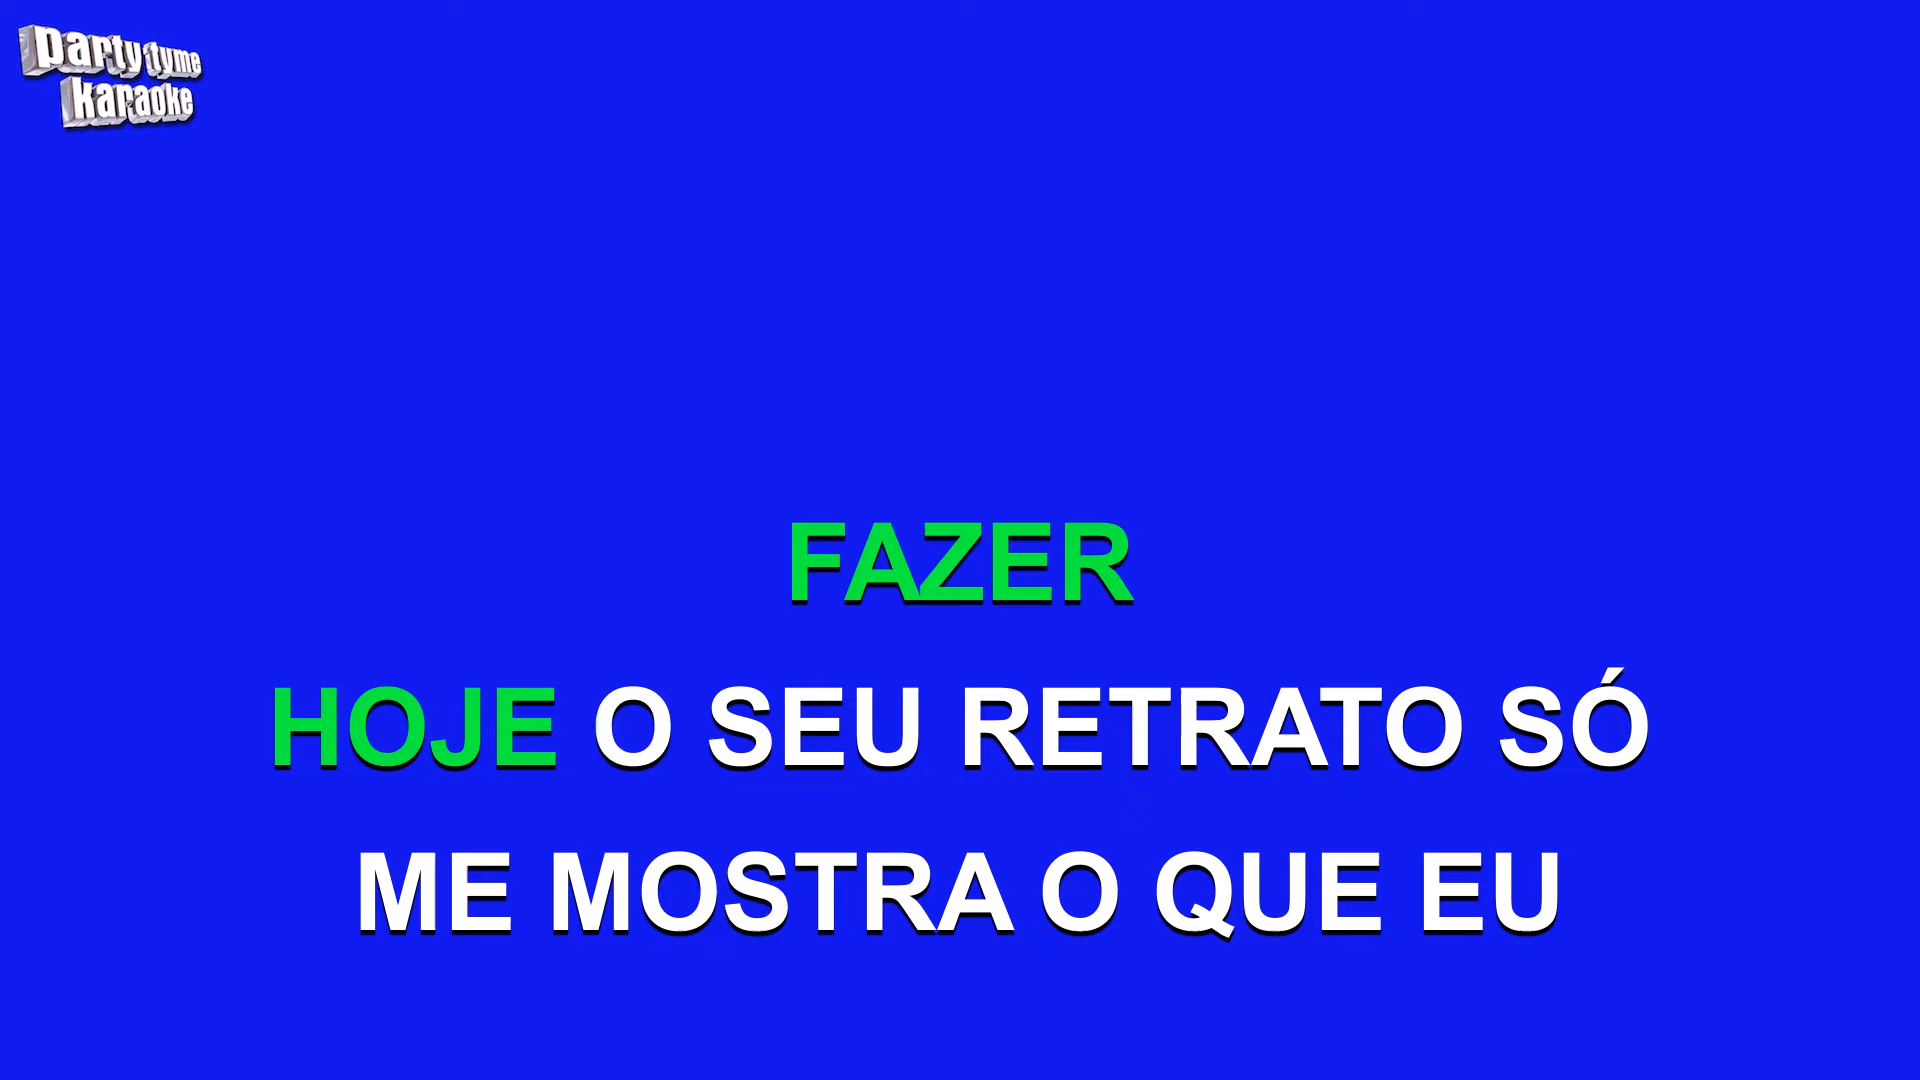 party tyme
karaoke
FAZER
HOJE O SEU RETRATO SÓ
ME MOSTRA O QUE EU